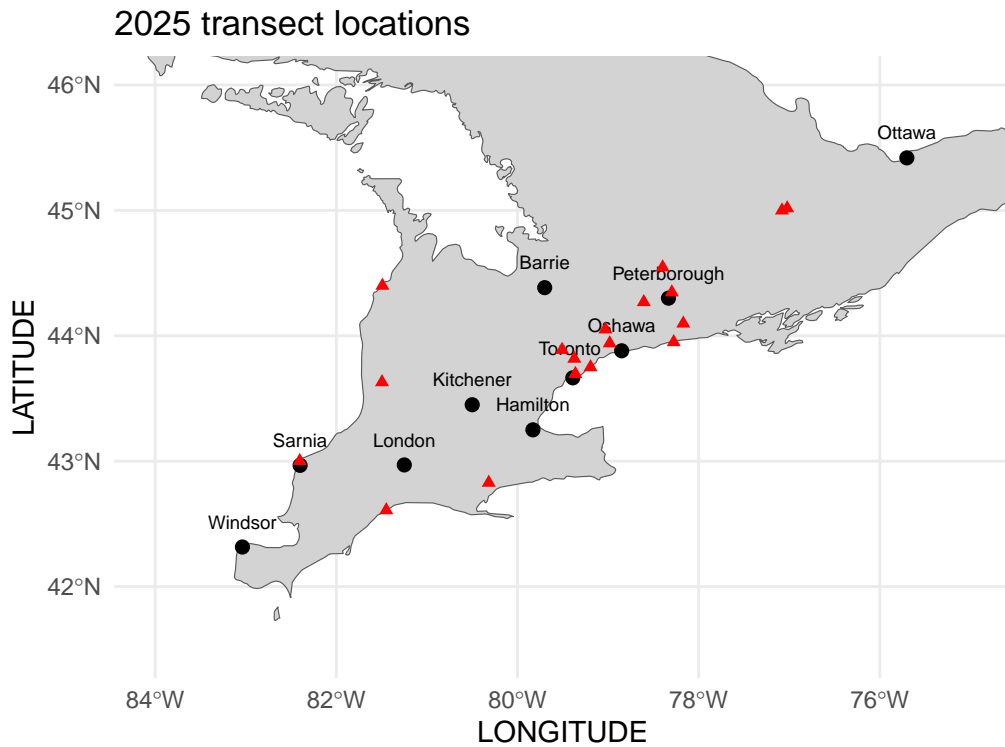 2025 transect locations
46°N
Ottawa
45°N
Barrie
Peterborough
44°N
Oshawa
Toronto
Kitchener
Hamilton
Sarnia
London
43°N
Windsor
42°N
84°W
82°W
80°W
78°W
76°W
LONGITUDE
LATITUDE